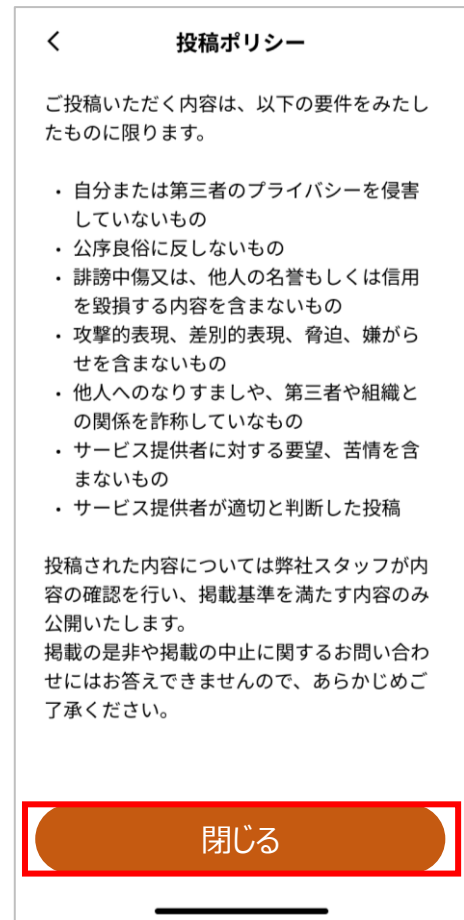 投稿ポリシー
ご投稿いただく内容は、以下の要件をみたし
たものに限ります。
・ 自分または第三者のプライバシーを侵害
していないもの
・ 公序良俗に反しないもの
・ 誹謗中傷又は、他人の名誉もしくは信用
を毀損する内容を含まないもの
・ 攻撃的表現、差別的表現、脅迫、嫌がら
せを含まないもの
・ 他人へのなりすましや、第三者や組織と
の関係を詐称していなもの
・ サービス提供者に対する要望、苦情を含
まないもの
・ サービス提供者が適切と判断した投稿
投稿された内容については弊社スタッフが内
容の確認を行い、掲載基準を満たす内容のみ
公開いたします。
掲載の是非や掲載の中止に関するお問い合わ
せにはお答えできませんので、あらかじめご
了承ください。
閉じる